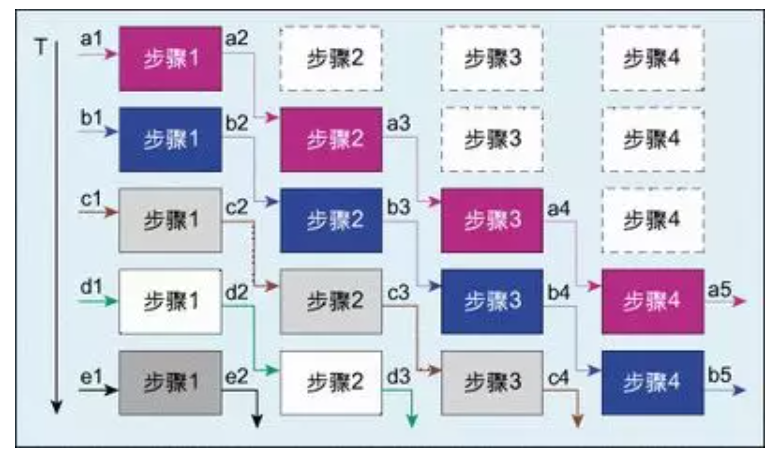 T a1 步骤1 a2 步骤2 步骤3 步骤4
b1 步骤1 b2 步骤2 a3 步骤3 步骤4
c1 步骤1 c2 步骤2 b3 步骤3 a4 步骤4
d1 步骤1 d2 步骤2 c3 步骤3 b4 步骤4 a5
e1 步骤1 e2 步骤2 d3 步骤3 c4 步骤4 b5